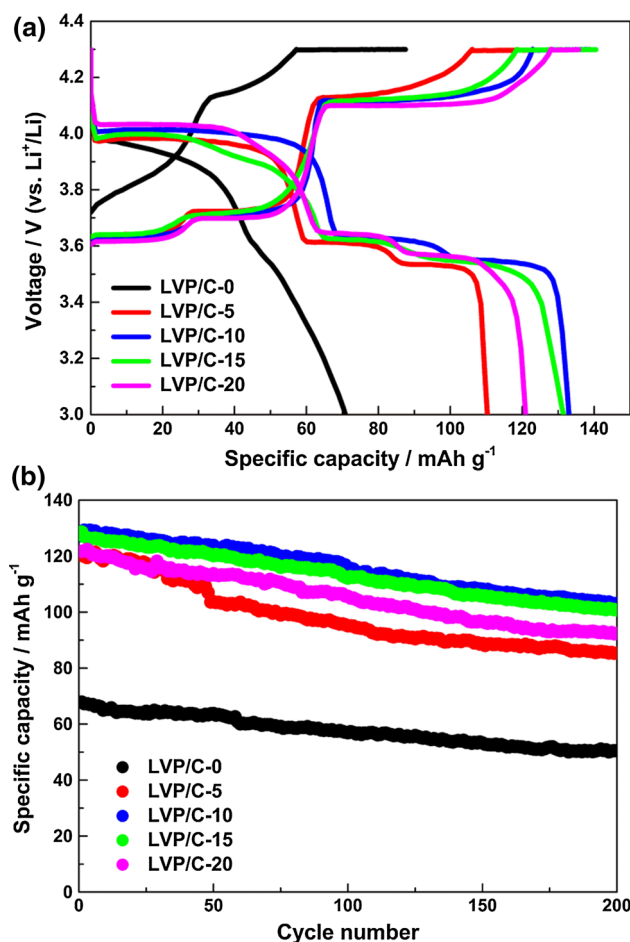 (a)
4.4
4.2
4.0
3.8
3.6
3.4
3.2
3.0
Voltage / V (vs. Li⁺/Li)
LVP/C-0
LVP/C-5
LVP/C-10
LVP/C-15
LVP/C-20
0 20 40 60 80 100 120 140
Specific capacity / mAh g⁻¹
(b)
140
120
100
80
60
40
20
0
Specific capacity / mAh g⁻¹
LVP/C-0
LVP/C-5
LVP/C-10
LVP/C-15
LVP/C-20
0 50 100 150 200
Cycle number